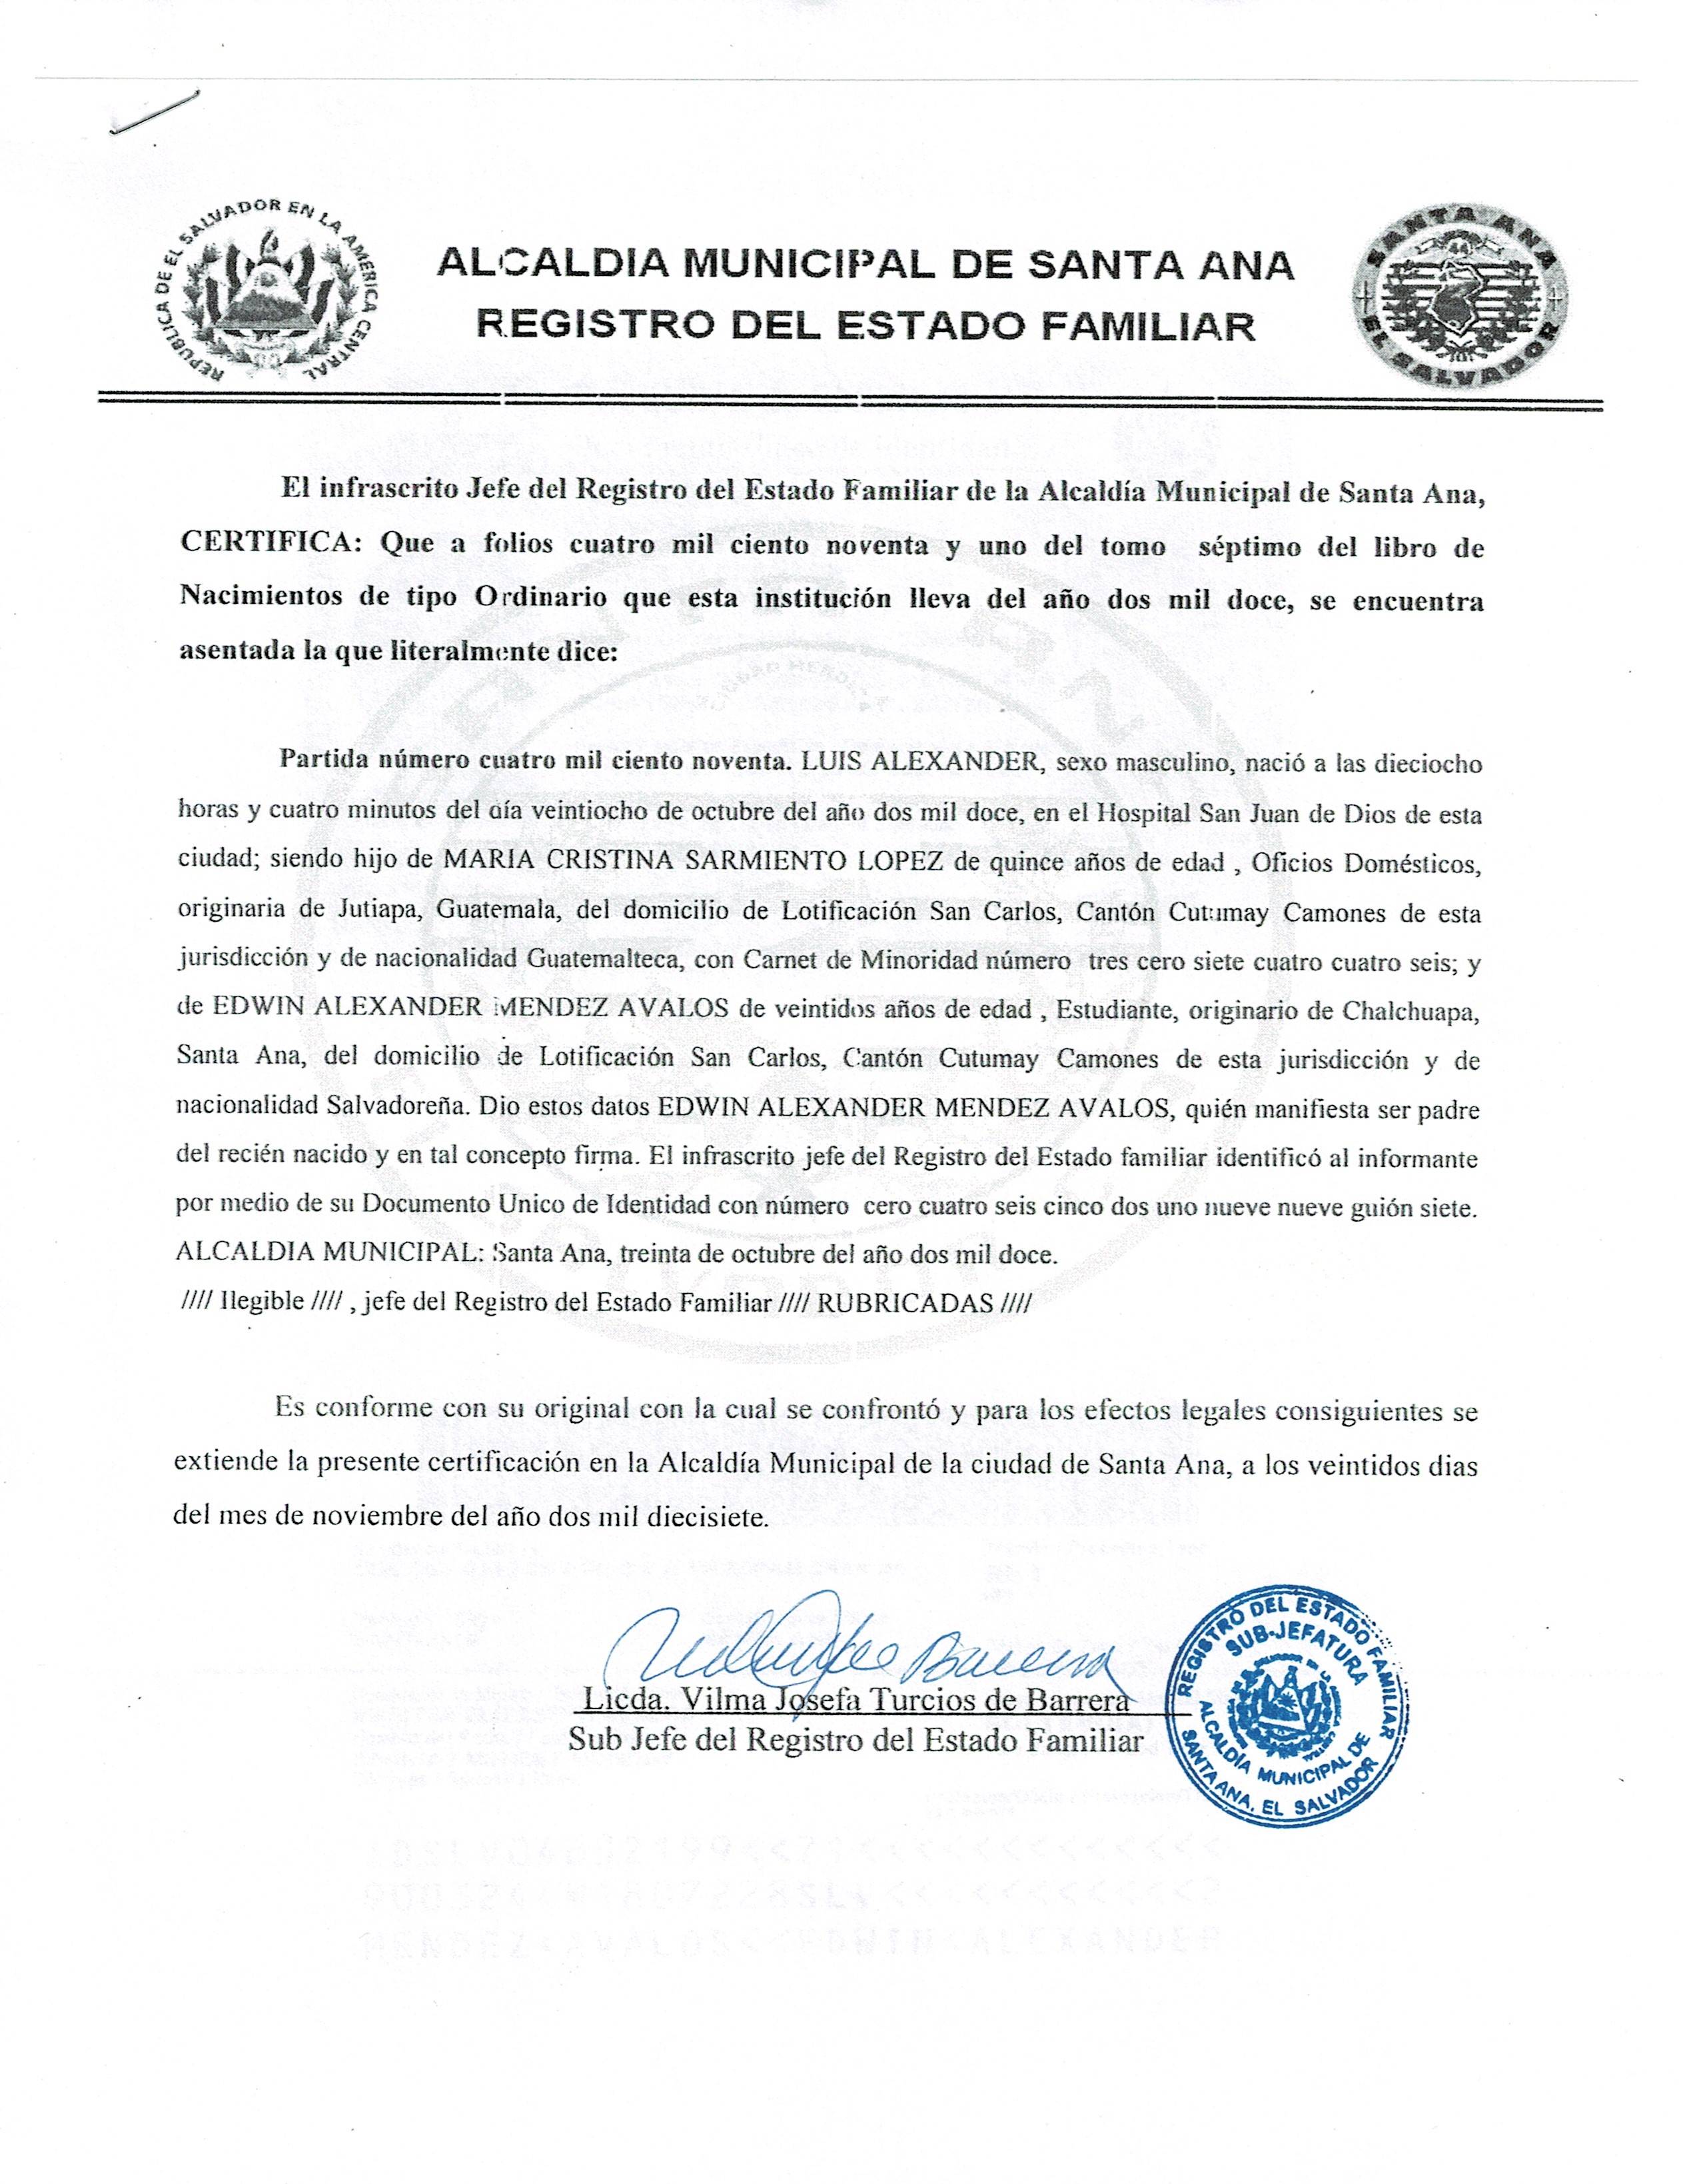 REPUBLICA DE EL SALVADOR EN LA AMERICA CENTRAL
ALCALDIA MUNICIPAL DE SANTA ANA
REGISTRO DEL ESTADO FAMILIAR
SANTA ANA
EL SALVADOR
El infrascrito Jefe del Registro del Estado Familiar de la Alcaldía Municipal de Santa Ana,
CERTIFICA: Que a folios cuatro mil ciento noventa y uno del tomo séptimo del libro de
Nacimientos de tipo Ordinario que esta institución lleva del año dos mil doce, se encuentra
asentada la que literalmente dice:
Partida número cuatro mil ciento noventa. LUIS ALEXANDER, sexo masculino, nació a las dieciocho
horas y cuatro minutos del día veintiocho de octubre del año dos mil doce, en el Hospital San Juan de Dios de esta
ciudad; siendo hijo de MARIA CRISTINA SARMIENTO LOPEZ de quince años de edad , Oficios Domésticos,
originaria de Jutiapa, Guatemala, del domicilio de Lotificación San Carlos, Cantón Cutumay Camones de esta
jurisdicción y de nacionalidad Guatemalteca, con Carnet de Minoridad número tres cero siete cuatro cuatro seis; y
de EDWIN ALEXANDER MENDEZ AVALOS de veintidos años de edad , Estudiante, originario de Chalchuapa,
Santa Ana, del domicilio de Lotificación San Carlos, Cantón Cutumay Camones de esta jurisdicción y de
nacionalidad Salvadoreña. Dio estos datos EDWIN ALEXANDER MENDEZ AVALOS, quién manifiesta ser padre
del recién nacido y en tal concepto firma. El infrascrito jefe del Registro del Estado familiar identificó al informante
por medio de su Documento Unico de Identidad con número cero cuatro seis cinco dos uno nueve nueve guión siete.
ALCALDIA MUNICIPAL: Santa Ana, treinta de octubre del año dos mil doce.
//// Ilegible //// , jefe del Registro del Estado Familiar //// RUBRICADAS ////
Es conforme con su original con la cual se confrontó y para los efectos legales consiguientes se
extiende la presente certificación en la Alcaldía Municipal de la ciudad de Santa Ana, a los veintidos dias
del mes de noviembre del año dos mil diecisiete.
Licda. Vilma Josefa Turcios de Barrera
Sub Jefe del Registro del Estado Familiar
REGISTRO DEL ESTADO FAMILIAR
SUB-JEFATURA
ALCALDÍA MUNICIPAL DE
SANTA ANA, EL SALVADOR
MENDEZ<AVALOS<<EDWIN<ALEXANDER